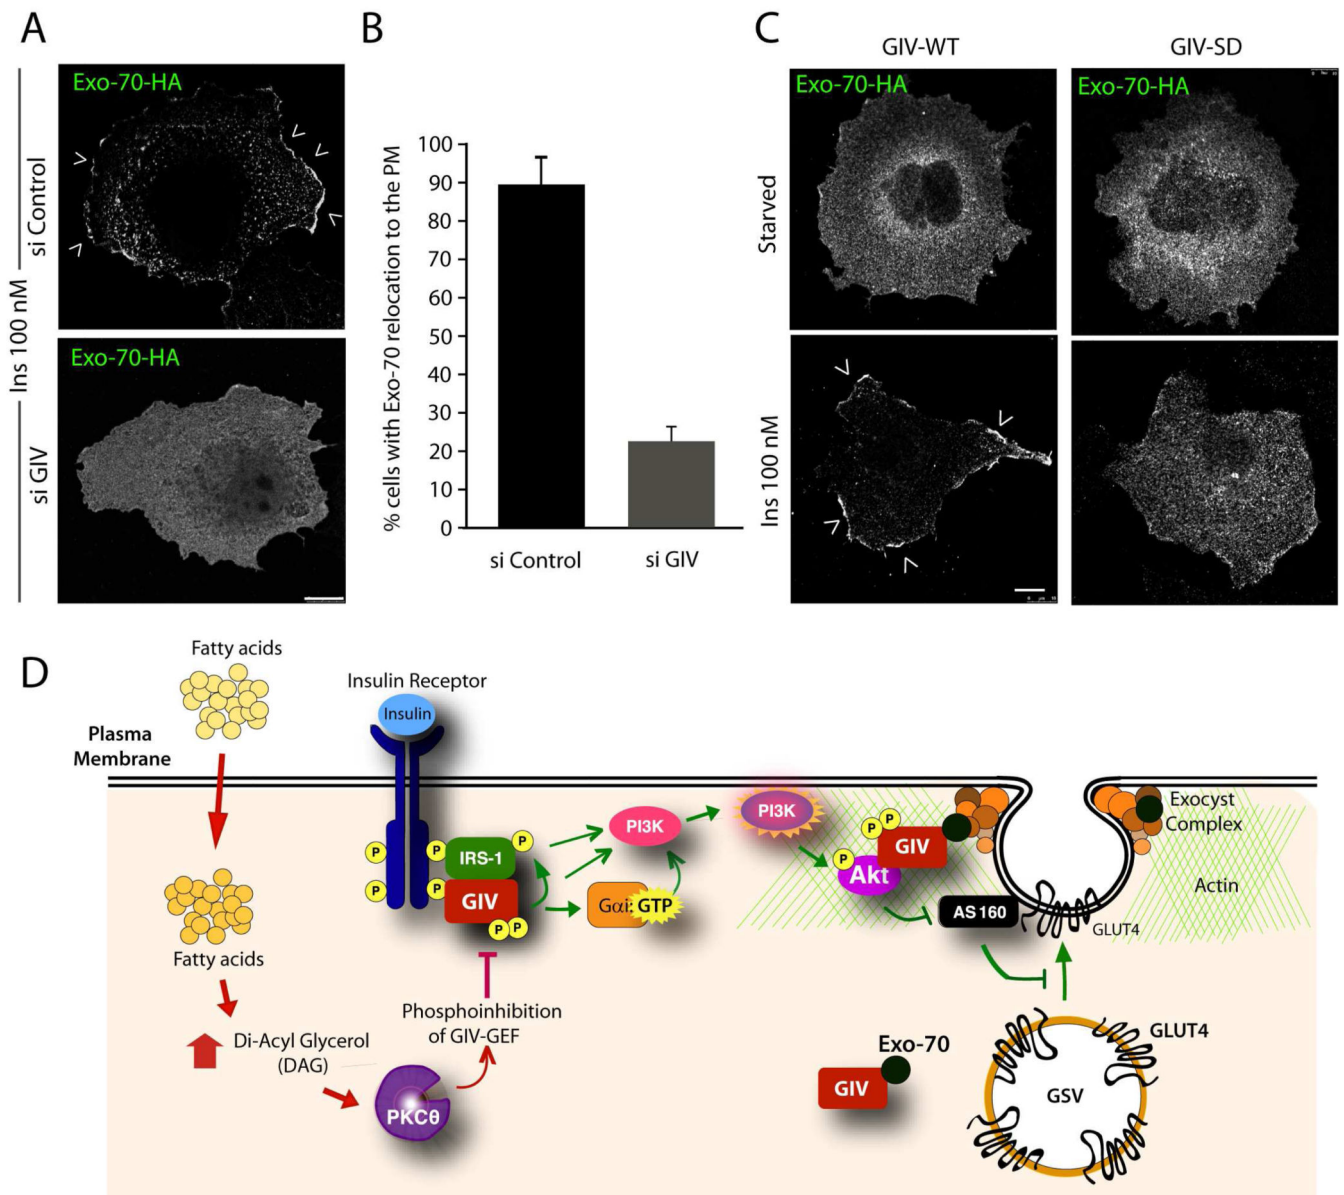 A
Exo-70-HA
si Control
Ins 100 nM
Exo-70-HA
si GIV
B
% cells with Exo-70 relocation to the PM
100
90
80
70
60
50
40
30
20
10
0
si Control
si GIV
C
GIV-WT
GIV-SD
Exo-70-HA
Exo-70-HA
Starved
Ins 100 nM
D
Fatty acids
Insulin Receptor
Insulin
Plasma
Membrane
Fatty acids
Di-Acyl Glycerol
(DAG)
PKCθ
Phosphoinhibition
of GIV-GEF
P
P
P
P
P
IRS-1
GIV
P
P
PI3K
Gαi
GTP
PI3K
P
P
P
GIV
Akt
AS160
Exocyst
Complex
Actin
GLUT4
Exo-70
GIV
GLUT4
GSV